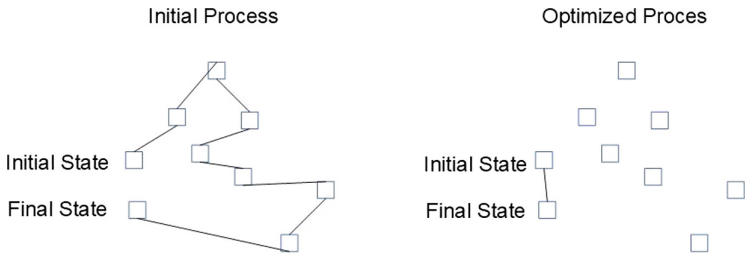 Initial Process
Optimized Proces
Initial State
Final State
Initial State
Final State